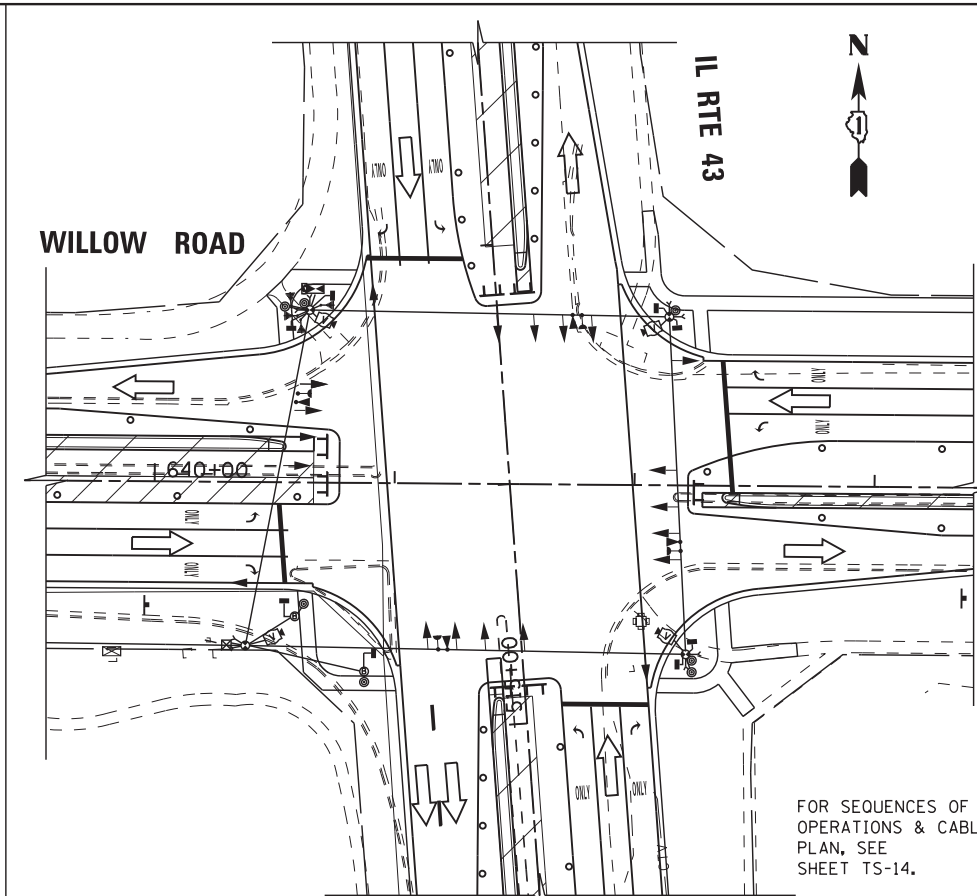 N
IL RTE 43
WILLOW ROAD
ONLY
ONLY
ONLY
ONLY
640+00
ONLY
ONLY
ONLY
ONLY
FOR SEQUENCES OF
OPERATIONS & CABL
PLAN, SEE
SHEET TS-14.